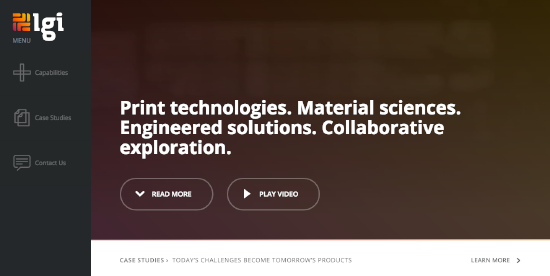 lgi
MENU
Capabilities
Case Studies
Contact Us
Print technologies. Material sciences.
Engineered solutions. Collaborative
exploration.
READ MORE
PLAY VIDEO
CASE STUDIES › TODAY'S CHALLENGES BECOME TOMORROW'S PRODUCTS
LEARN MORE